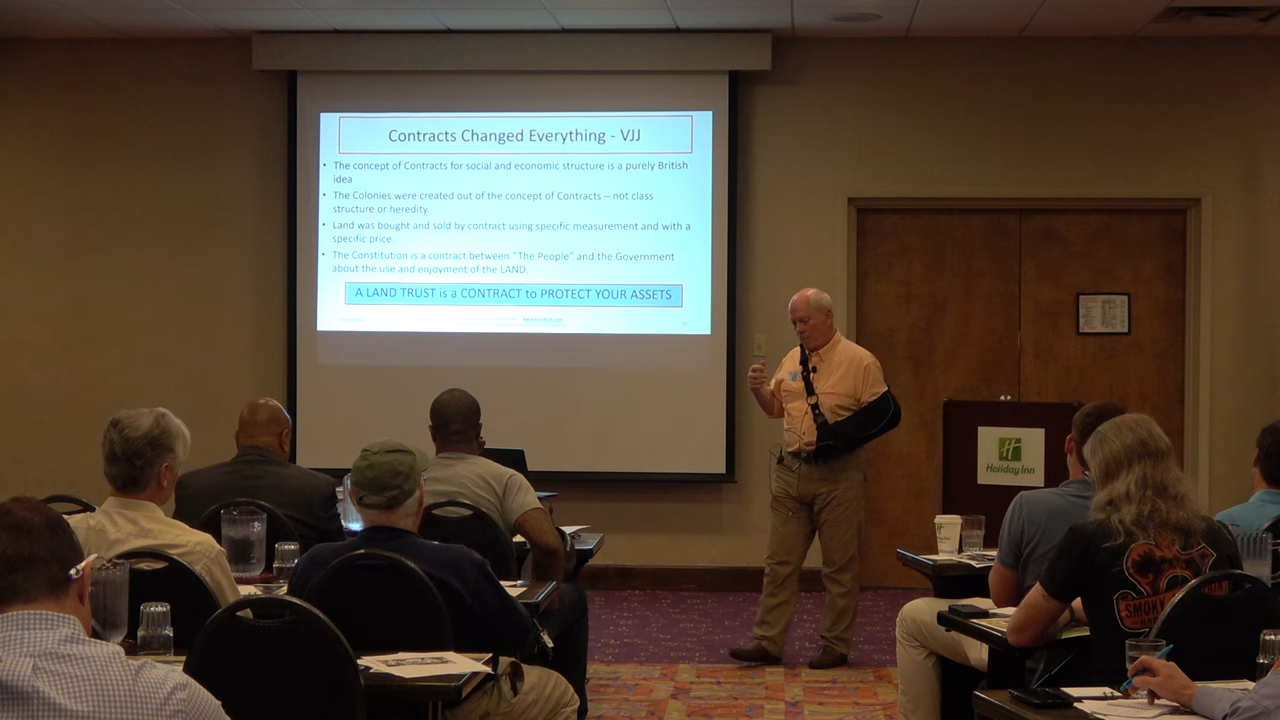 Contracts Changed Everything - VJJ
• The concept of Contracts for social and economic structure is a purely British
idea
• The Colonies were created out of the concept of Contracts – not class
structure or heredity.
• Land was bought and sold by contract using specific measurement and with a
specific price.
• The Constitution is a contract between "The People" and the Government
about the use and enjoyment of the LAND.
A LAND TRUST is a CONTRACT to PROTECT YOUR ASSETS
H
Holiday Inn
SMOKY